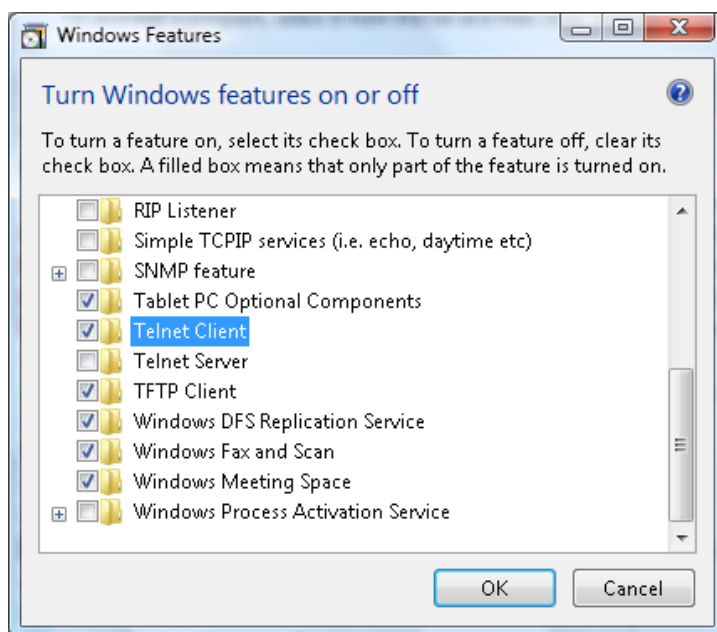 Windows Features
Turn Windows features on or off
To turn a feature on, select its check box. To turn a feature off, clear its
check box. A filled box means that only part of the feature is turned on.
RIP Listener
Simple TCPIP services (i.e. echo, daytime etc)
SNMP feature
Tablet PC Optional Components
Telnet Client
Telnet Server
TFTP Client
Windows DFS Replication Service
Windows Fax and Scan
Windows Meeting Space
Windows Process Activation Service
OK Cancel